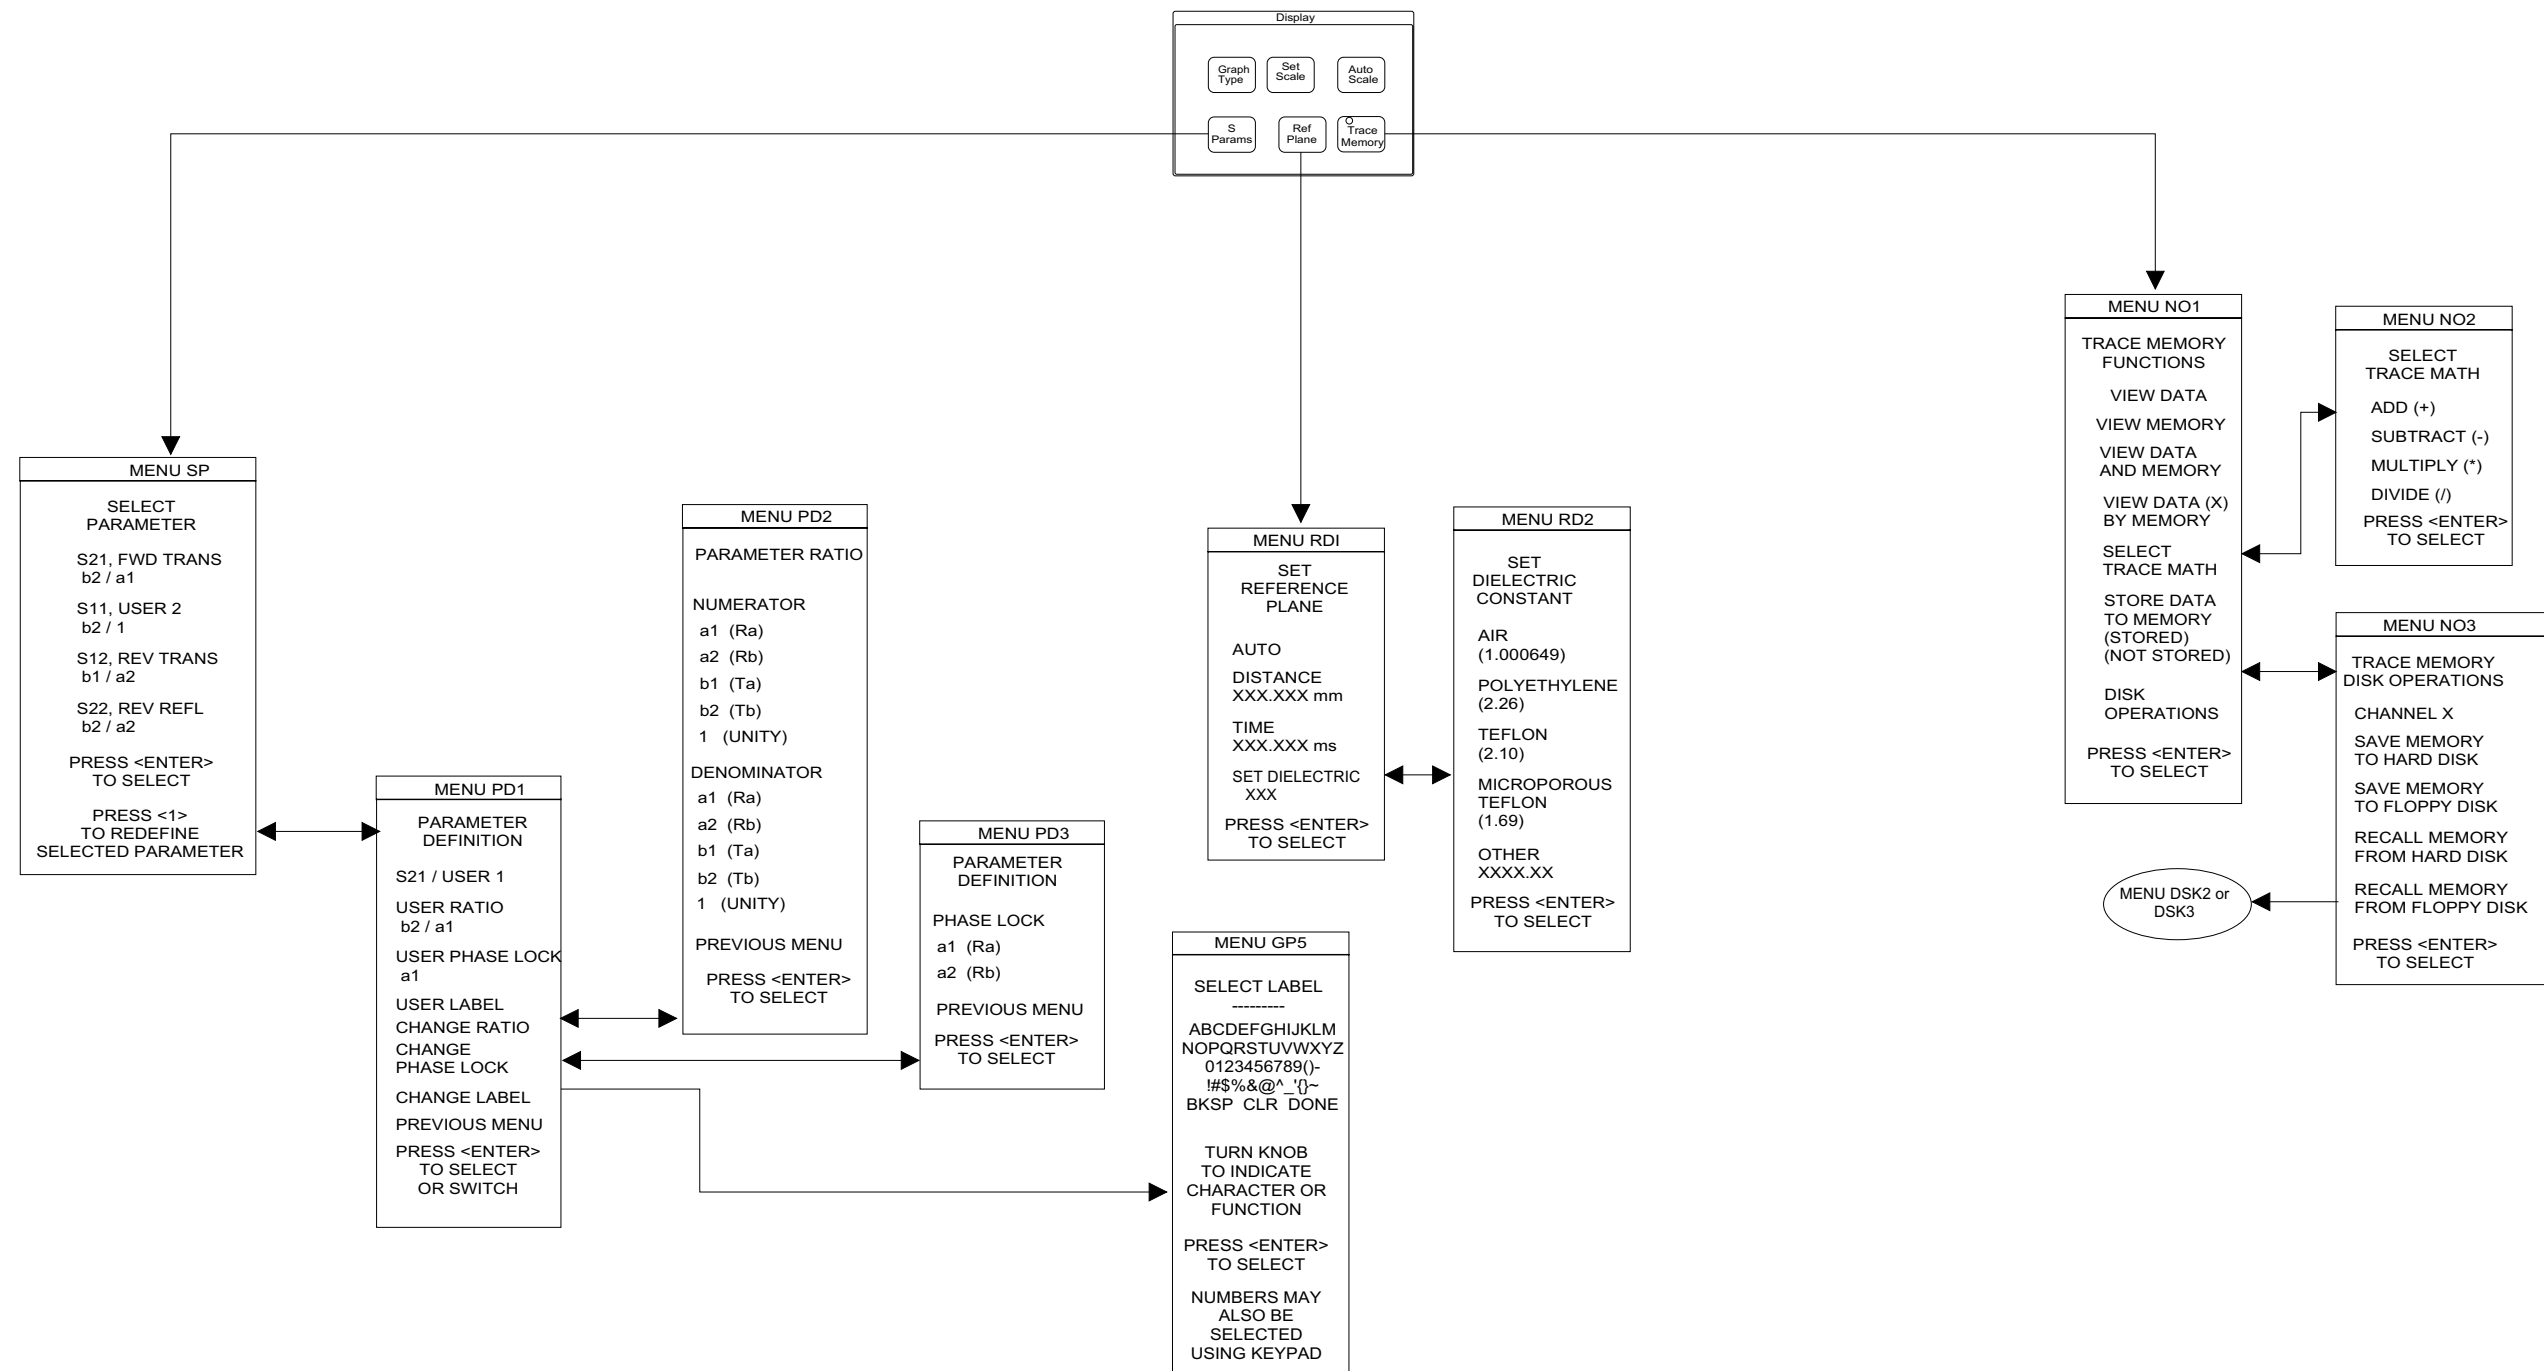 Display
Graph
Type
Set
Scale
Auto
Scale
S
Params
Ref
Plane
Trace
Memory
MENU SP
SELECT
PARAMETER
S21, FWD TRANS
b2 / a1
S11, USER 2
b2 / 1
S12, REV TRANS
b1 / a2
S22, REV REFL
b2 / a2
PRESS <ENTER>
TO SELECT
PRESS <1>
TO REDEFINE
SELECTED PARAMETER
MENU PD1
PARAMETER
DEFINITION
S21 / USER 1
USER RATIO
b2 / a1
USER PHASE LOCK
a1
USER LABEL
CHANGE RATIO
CHANGE
PHASE LOCK
CHANGE LABEL
PREVIOUS MENU
PRESS <ENTER>
TO SELECT
OR SWITCH
MENU PD2
PARAMETER RATIO
NUMERATOR
a1 (Ra)
a2 (Rb)
b1 (Ta)
b2 (Tb)
1 (UNITY)
DENOMINATOR
a1 (Ra)
a2 (Rb)
b1 (Ta)
b2 (Tb)
1 (UNITY)
PREVIOUS MENU
PRESS <ENTER>
TO SELECT
MENU PD3
PARAMETER
DEFINITION
PHASE LOCK
a1 (Ra)
a2 (Rb)
PREVIOUS MENU
PRESS <ENTER>
TO SELECT
MENU GP5
SELECT LABEL
---------
ABCDEFGHIJKLM
NOPQRSTUVWXYZ
0123456789()-
!#$%&@^_'{}~
BKSP CLR DONE
TURN KNOB
TO INDICATE
CHARACTER OR
FUNCTION
PRESS <ENTER>
TO SELECT
NUMBERS MAY
ALSO BE
SELECTED
USING KEYPAD
MENU RDI
SET
REFERENCE
PLANE
AUTO
DISTANCE
XXX.XXX mm
TIME
XXX.XXX ms
SET DIELECTRIC
XXX
PRESS <ENTER>
TO SELECT
MENU RD2
SET
DIELECTRIC
CONSTANT
AIR
(1.000649)
POLYETHYLENE
(2.26)
TEFLON
(2.10)
MICROPOROUS
TEFLON
(1.69)
OTHER
XXXX.XX
PRESS <ENTER>
TO SELECT
MENU NO1
TRACE MEMORY
FUNCTIONS
VIEW DATA
VIEW MEMORY
VIEW DATA
AND MEMORY
VIEW DATA (X)
BY MEMORY
SELECT
TRACE MATH
STORE DATA
TO MEMORY
(STORED)
(NOT STORED)
DISK
OPERATIONS
PRESS <ENTER>
TO SELECT
MENU NO2
SELECT
TRACE MATH
ADD (+)
SUBTRACT (-)
MULTIPLY (*)
DIVIDE (/)
PRESS <ENTER>
TO SELECT
MENU NO3
TRACE MEMORY
DISK OPERATIONS
CHANNEL X
SAVE MEMORY
TO HARD DISK
SAVE MEMORY
TO FLOPPY DISK
RECALL MEMORY
FROM HARD DISK
RECALL MEMORY
FROM FLOPPY DISK
PRESS <ENTER>
TO SELECT
MENU DSK2 or
DSK3